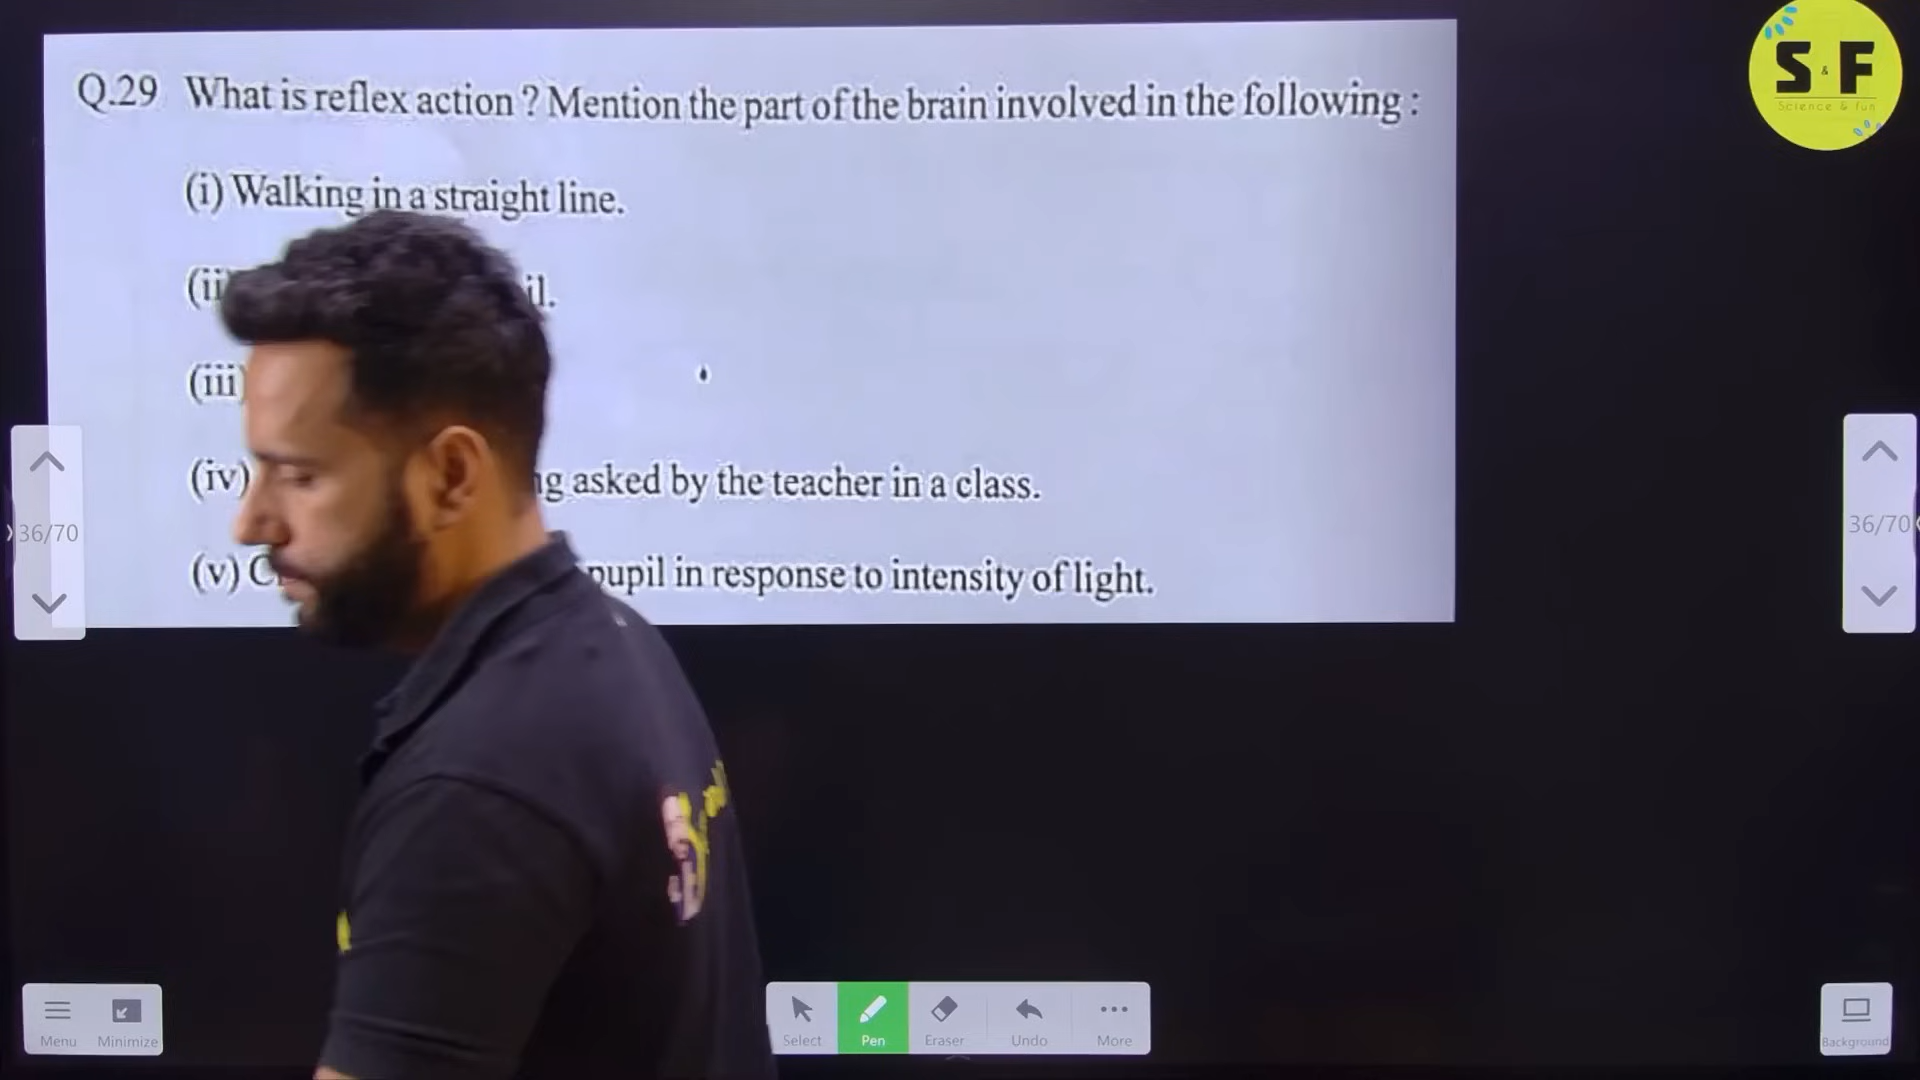 S & F
Science & fun
Q.29 What is reflex action ? Mention the part of the brain involved in the following :
(i) Walking in a straight line.
(ii
(iii)
(iv) asked by the teacher in a class.
(v) pupil in response to intensity of light.
36/70
36/70
Menu Minimize Select Pen Eraser Undo More Background